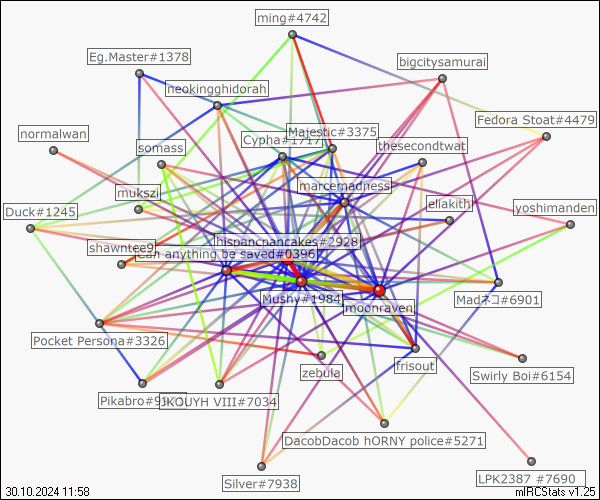 ming#4742
Eg.Master#1378
bigcitysamurai
neokingghidorah
Fedora Stoat#4479
normalwan
Majestic#3375
Cypha#1717
somass
thesecondtwat
marcemadness
mukszi
eliakith
yoshimanden
Duck#1245
shawntee9
hispancpancakes#2928
Can anything be saved#0396
Mushy#1984
Madネコ#6901
moonraven
Pocket Persona#3326
zebula
frisout
Swirly Boi#6154
Pikabro#9
JKOUYH VIII#7034
DacobDacob hORNY police#5271
Silver#7938
LPK2387 #7690
30.10.2024 11:58
mIRCStats v1.25